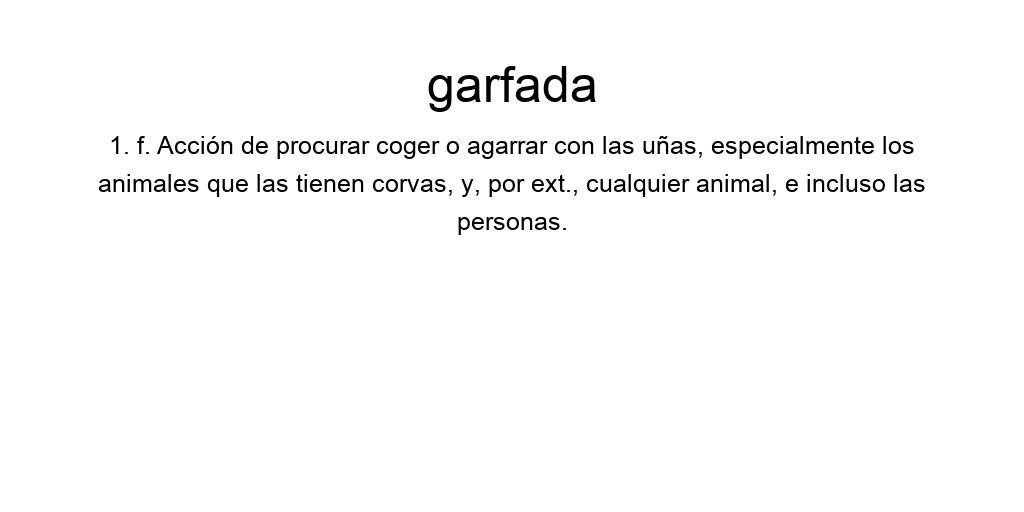 garfada
1. f. Acción de procurar coger o agarrar con las uñas, especialmente los
animales que las tienen corvas, y, por ext., cualquier animal, e incluso las
personas.